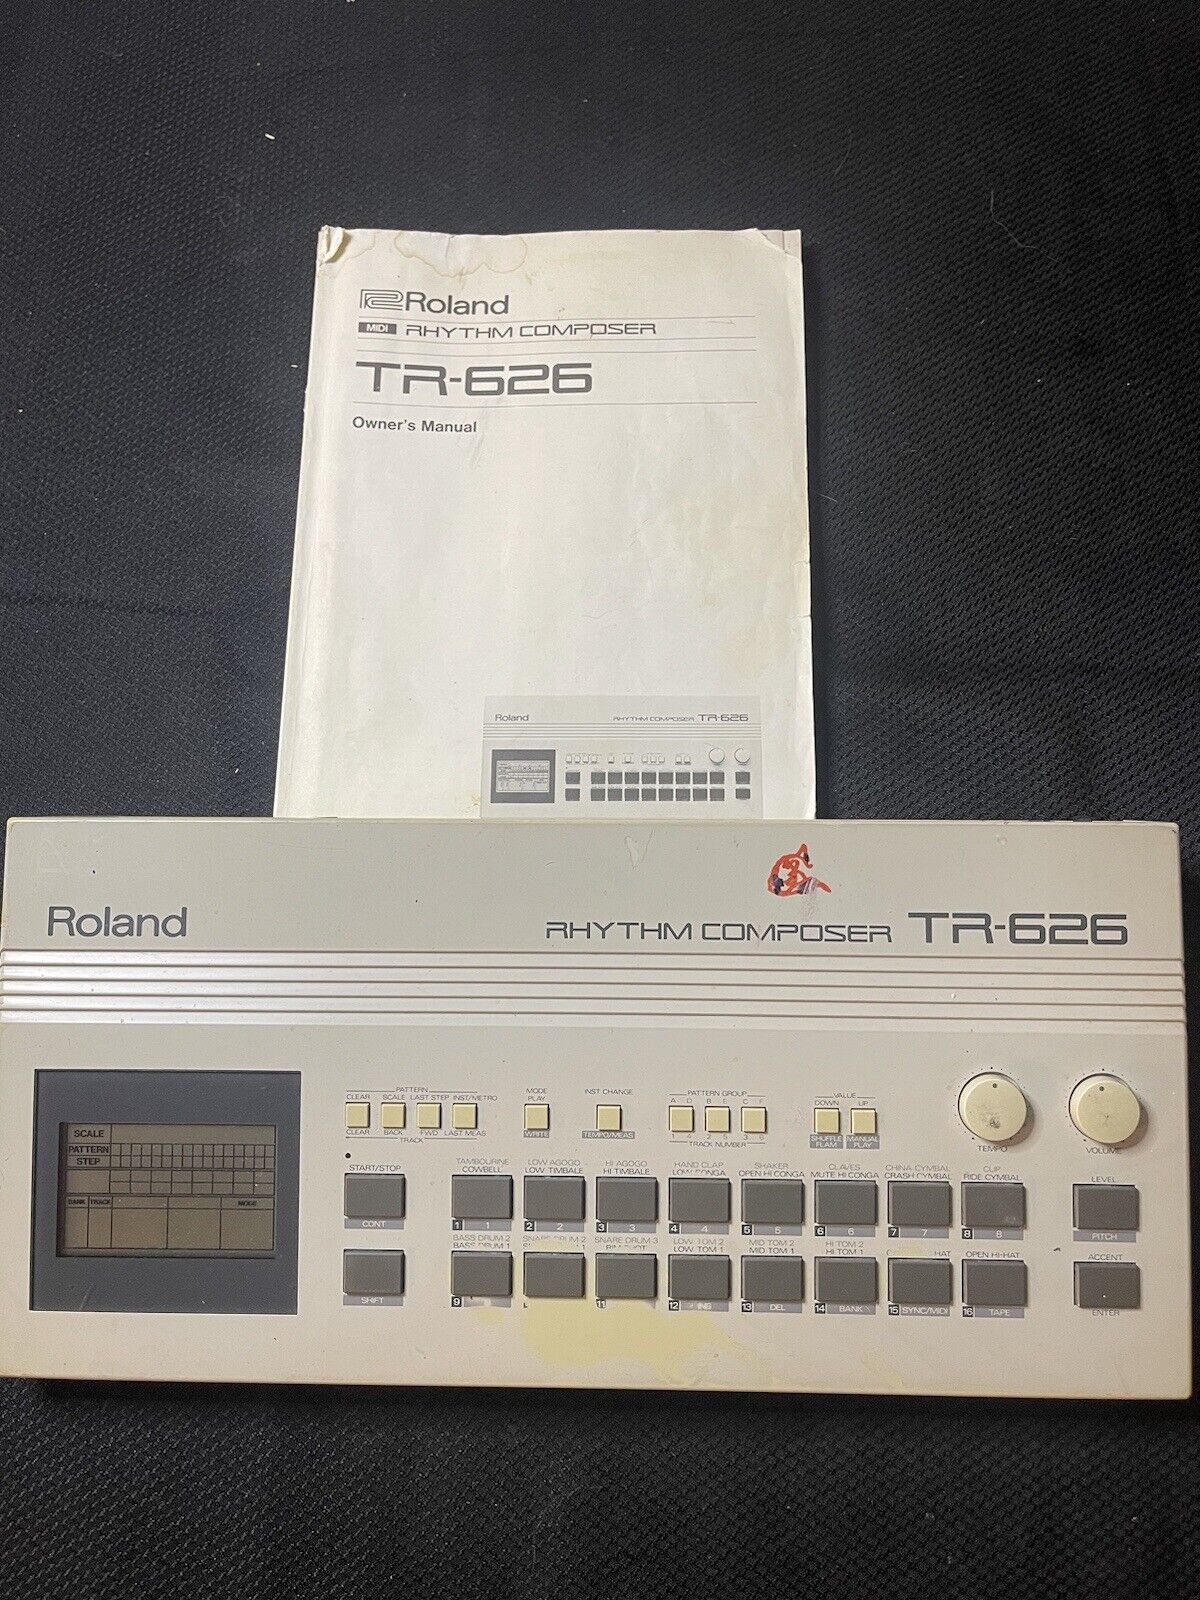 Roland
MIDI RHYTHM COMPOSER
TR-626
Owner's Manual
Roland RHYTHM COMPOSER TR-626
Roland
RHYTHM COMPOSER TR-626
PATTERN
CLEAR SCALE LAST STEP INST/METRO
CLEAR BACK FWD LAST MEAS
TRACK
MODE
PLAY
WRITE
INST CHANGE
TEMPO/MEAS
PATTERN GROUP
A D B E C F
1 4 2 5 3 6
TRACK NUMBER
VALUE
DOWN UP
SHUFFLE MANUAL
FLAM PLAY
TEMPO
VOLUME
SCALE
PATTERN
STEP
BANK TRACK MODE
START/STOP
CONT
SHIFT
TAMBOURINE LOW AGOGO HI AGOGO HAND CLAP SHAKER CLAVES CHINA CYMBAL CUP
COWBELL LOW TIMBALE HI TIMBALE LOW CONGA OPEN HI CONGA MUTE HI CONGA CRASH CYMBAL RIDE CYMBAL
1 1 2 2 3 3 4 4 5 5 6 6 7 7 8 8
LEVEL
PITCH
BASS DRUM 2 SNARE DRUM 2 SNARE DRUM 3 LOW TOM 2 MID TOM 2 HI TOM 2 OPEN HI-HAT
BASS DRUM 1 LOW TOM 1 MID TOM 1 HI TOM 1
9 11 12 13 DEL 14 BANK 15 SYNC/MIDI 16 TAPE
ACCENT
ENTER